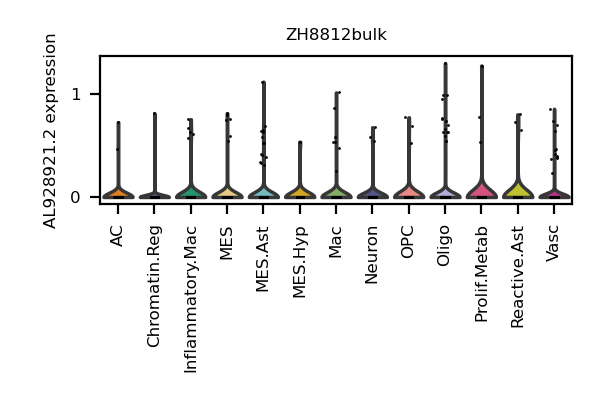 ZH8812bulk
AL928921.2 expression
1
0
AC
Chromatin.Reg
Inflammatory.Mac
MES
MES.Ast
MES.Hyp
Mac
Neuron
OPC
Oligo
Prolif.Metab
Reactive.Ast
Vasc